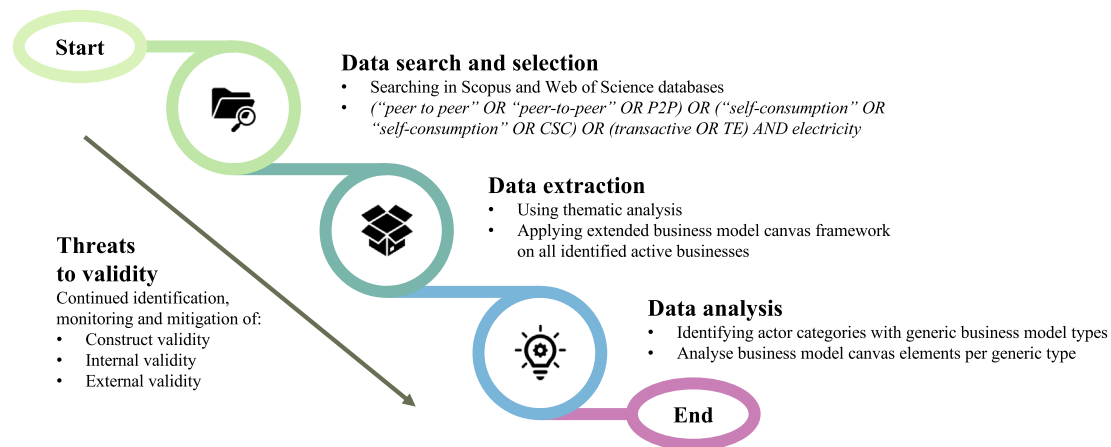 Start
Data search and selection
• Searching in Scopus and Web of Science databases
• (“peer to peer” OR “peer-to-peer” OR P2P) OR (“self-consumption” OR
“self-consumption” OR CSC) OR (transactive OR TE) AND electricity
Data extraction
• Using thematic analysis
• Applying extended business model canvas framework
on all identified active businesses
Threats
to validity
Continued identification,
monitoring and mitigation of:
• Construct validity
• Internal validity
• External validity
Data analysis
• Identifying actor categories with generic business model types
• Analyse business model canvas elements per generic type
End